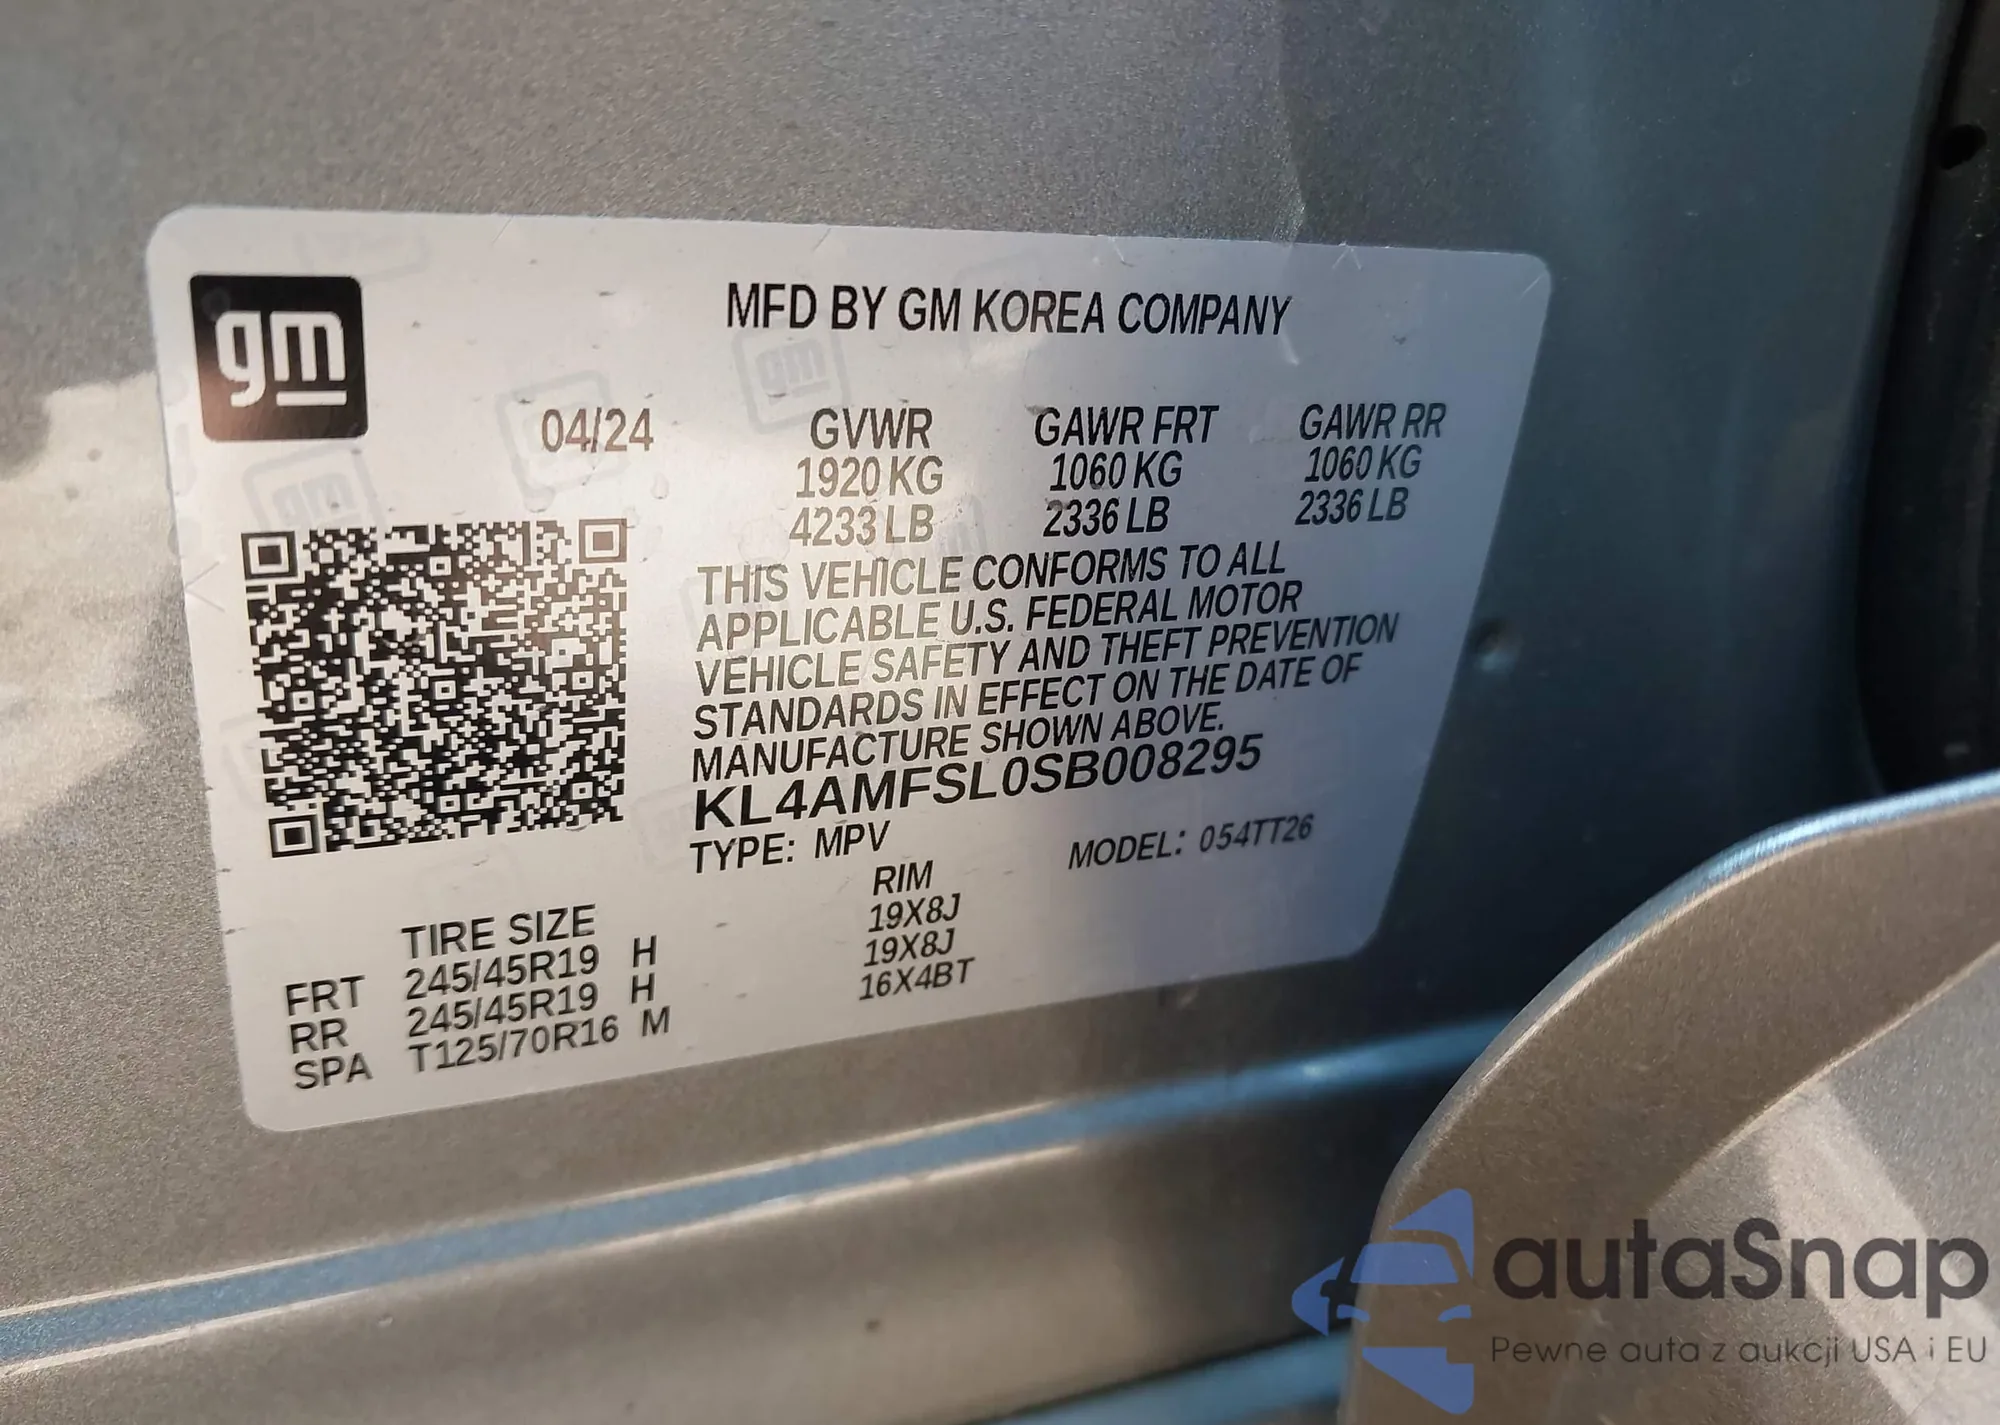 gm
MFD BY GM KOREA COMPANY
04/24 GVWR GAWR FRT GAWR RR
1920 KG 1060 KG 1060 KG
4233 LB 2336 LB 2336 LB
THIS VEHICLE CONFORMS TO ALL
APPLICABLE U.S. FEDERAL MOTOR
VEHICLE SAFETY AND THEFT PREVENTION
STANDARDS IN EFFECT ON THE DATE OF
MANUFACTURE SHOWN ABOVE.
KL4AMFSL0SB008295
TYPE: MPV MODEL: 054TT26
TIRE SIZE RIM
FRT 245/45R19 H 19X8J
RR 245/45R19 H 19X8J
SPA T125/70R16 M 16X4BT
autaSnap
Pewne auta z aukcji USA i EU